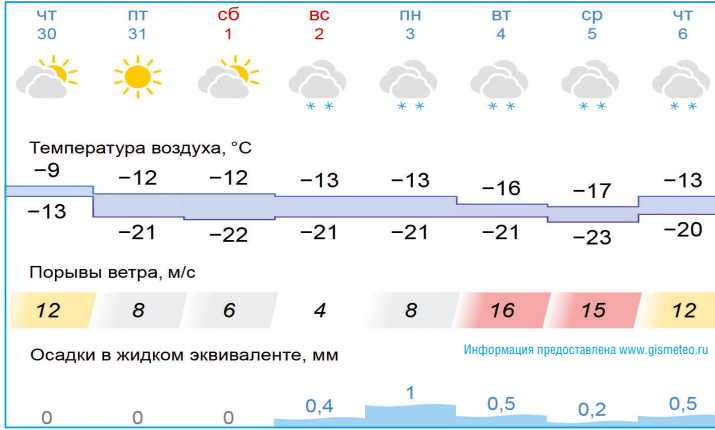 чт пт сб вс пн вт ср чт
30 31 1 2 3 4 5 6
Температура воздуха, °C
−9 −12 −12 −13 −13 −16 −17 −13
−13 −21 −22 −21 −21 −21 −23 −20
Порывы ветра, м/с
12 8 6 4 8 16 15 12
Осадки в жидком эквиваленте, мм
Информация предоставлена www.gismeteo.ru
0 0 0 0,4 1 0,5 0,2 0,5